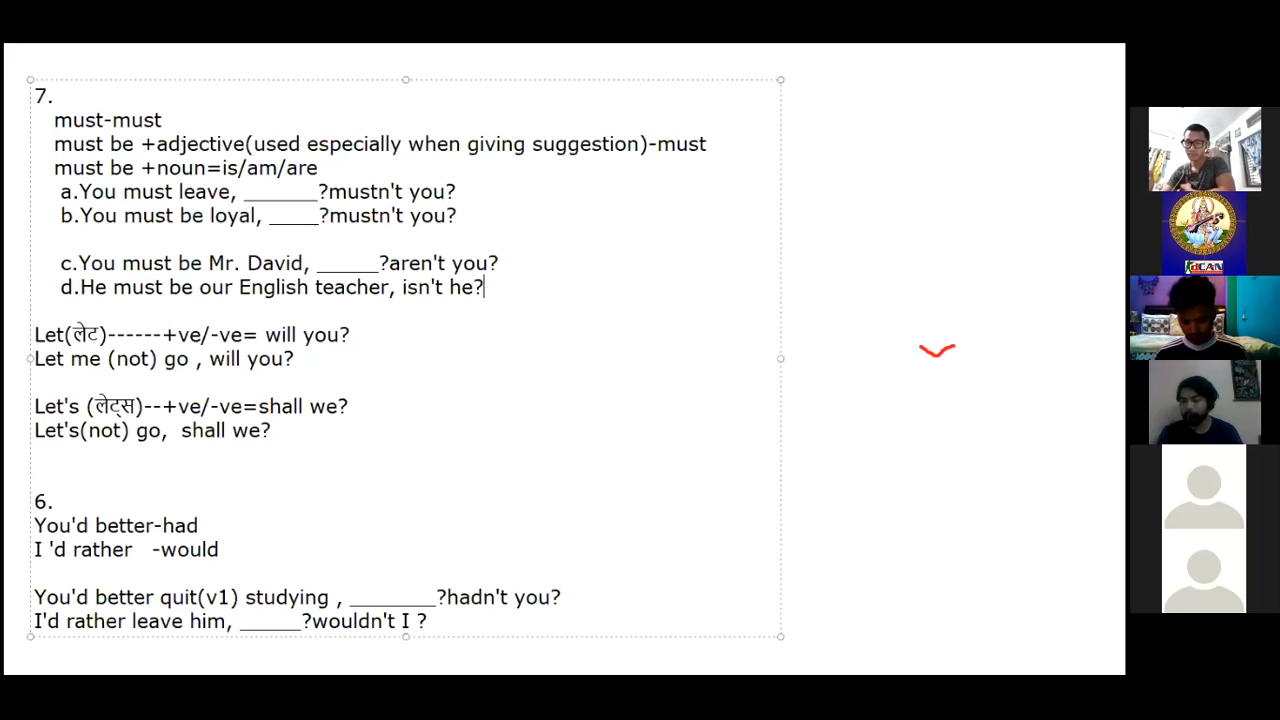 7.
must-must
must be +adjective(used especially when giving suggestion)-must
must be +noun=is/am/are
a.You must leave, _______?mustn't you?
b.You must be loyal, _____?mustn't you?
c.You must be Mr. David, ______?aren't you?
d.He must be our English teacher, isn't he?
Let(लेट)------+ve/-ve= will you?
Let me (not) go , will you?
Let's (लेट्स)--+ve/-ve=shall we?
Let's(not) go,  shall we?
6.
You'd better-had
I 'd rather   -would
You'd better quit(v1) studying , ________?hadn't you?
I'd rather leave him, ______?wouldn't I ?